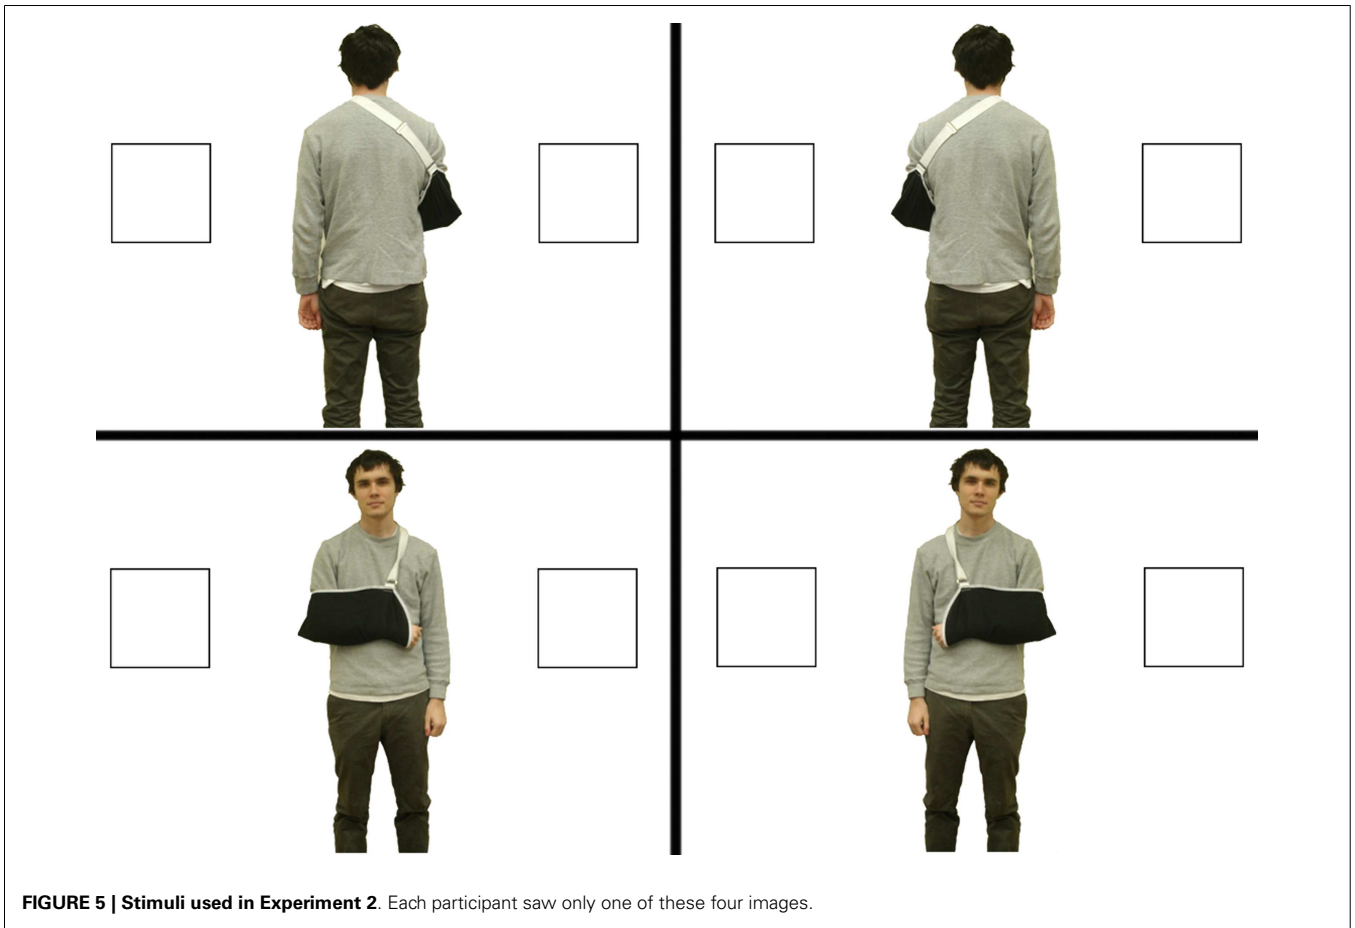 FIGURE 5 | Stimuli used in Experiment 2. Each participant saw only one of these four images.